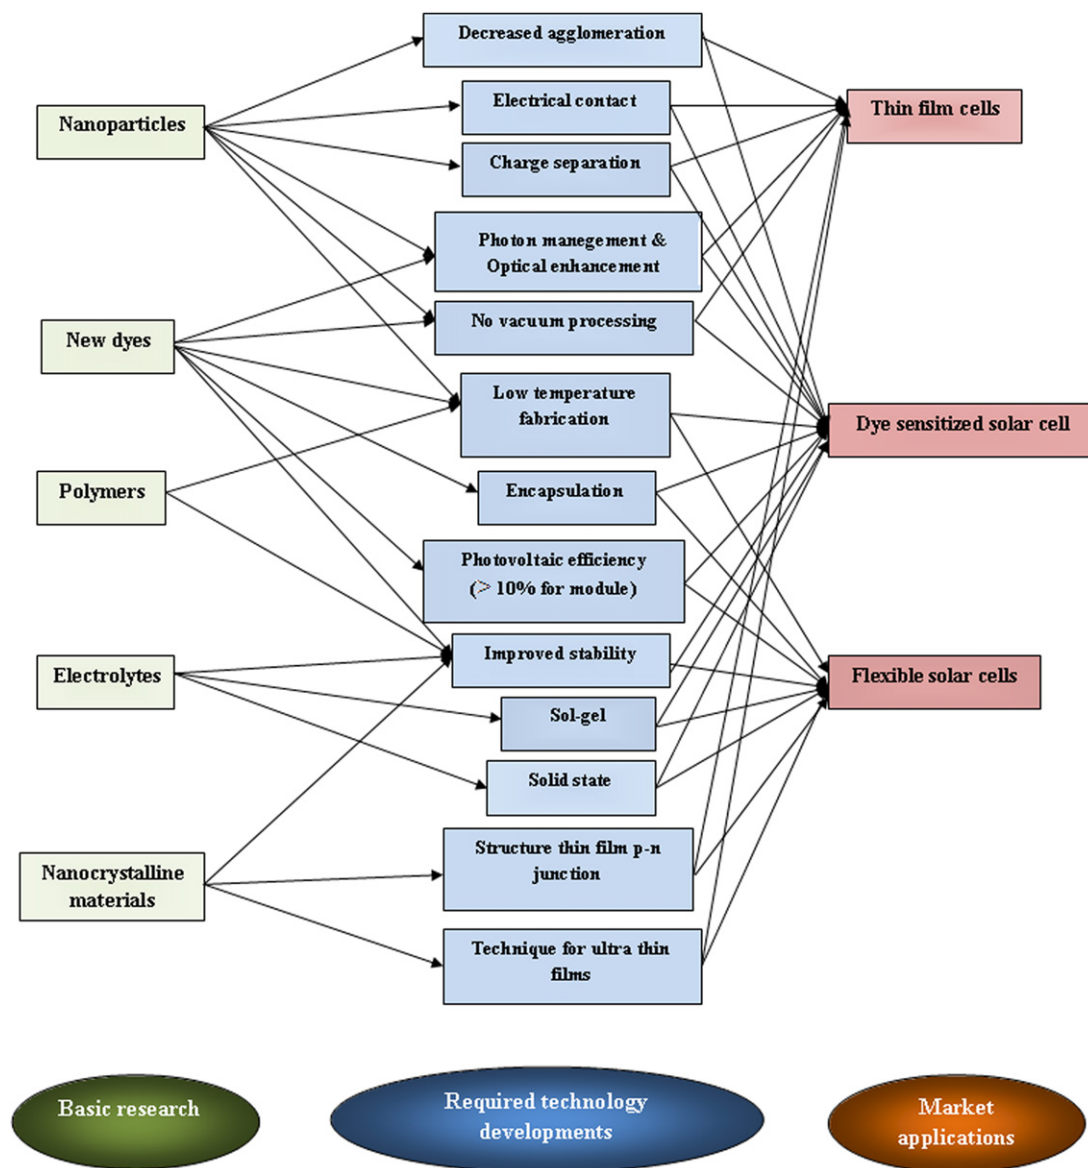 Decreased agglomeration
Electrical contact
Thin film cells
Nanoparticles
Charge separation
Photon manegement &
Optical enhancement
No vacuum processing
New dyes
Low temperature
fabrication
Dye sensitized solar cell
Polymers
Encapsulation
Photovoltaic efficiency
(> 10% for module)
Improved stability
Electrolytes
Flexible solar cells
Sol-gel
Solid state
Structure thin film p-n
junction
Nanocrystalline
materials
Technique for ultra thin
films
Basic research
Required technology
developments
Market
applications